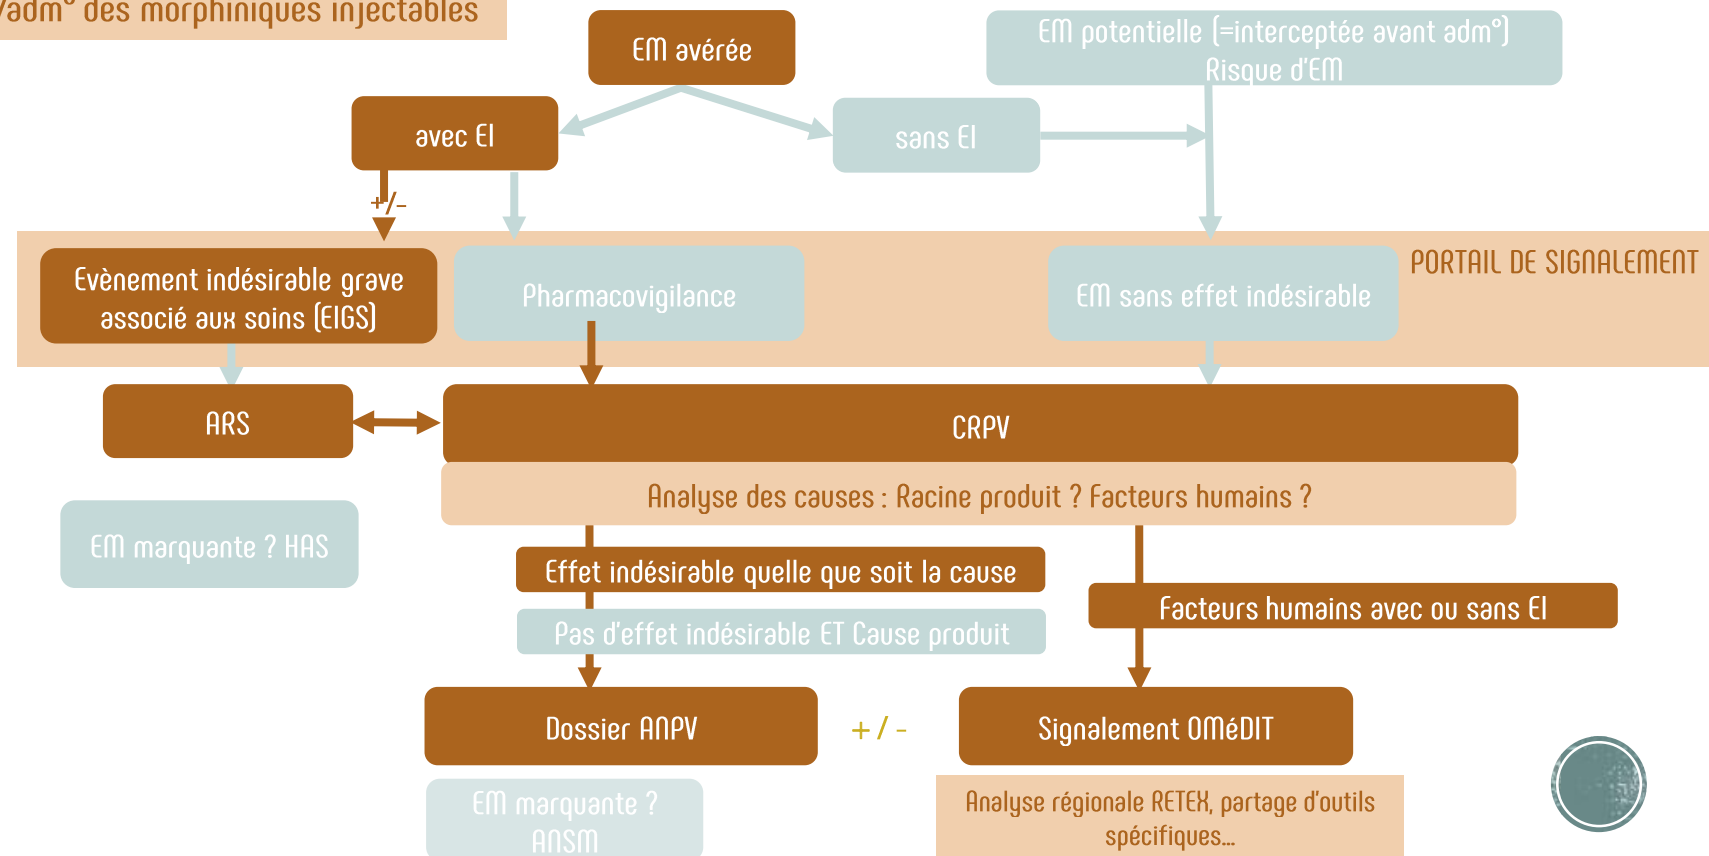 /adm° des morphiniques injectables
EM avérée
EM potentielle (=interceptée avant adm°)
Risque d'EM
avec EI
sans EI
+/-
PORTAIL DE SIGNALEMENT
Evènement indésirable grave
associé aux soins (EIGS)
Pharmacovigilance
EM sans effet indésirable
ARS
CRPV
Analyse des causes : Racine produit ? Facteurs humains ?
EM marquante ? HAS
Effet indésirable quelle que soit la cause
Pas d'effet indésirable ET Cause produit
Facteurs humains avec ou sans EI
Dossier ANPV
+ / -
Signalement OMéDIT
EM marquante ?
ANSM
Analyse régionale RETEX, partage d'outils
spécifiques...